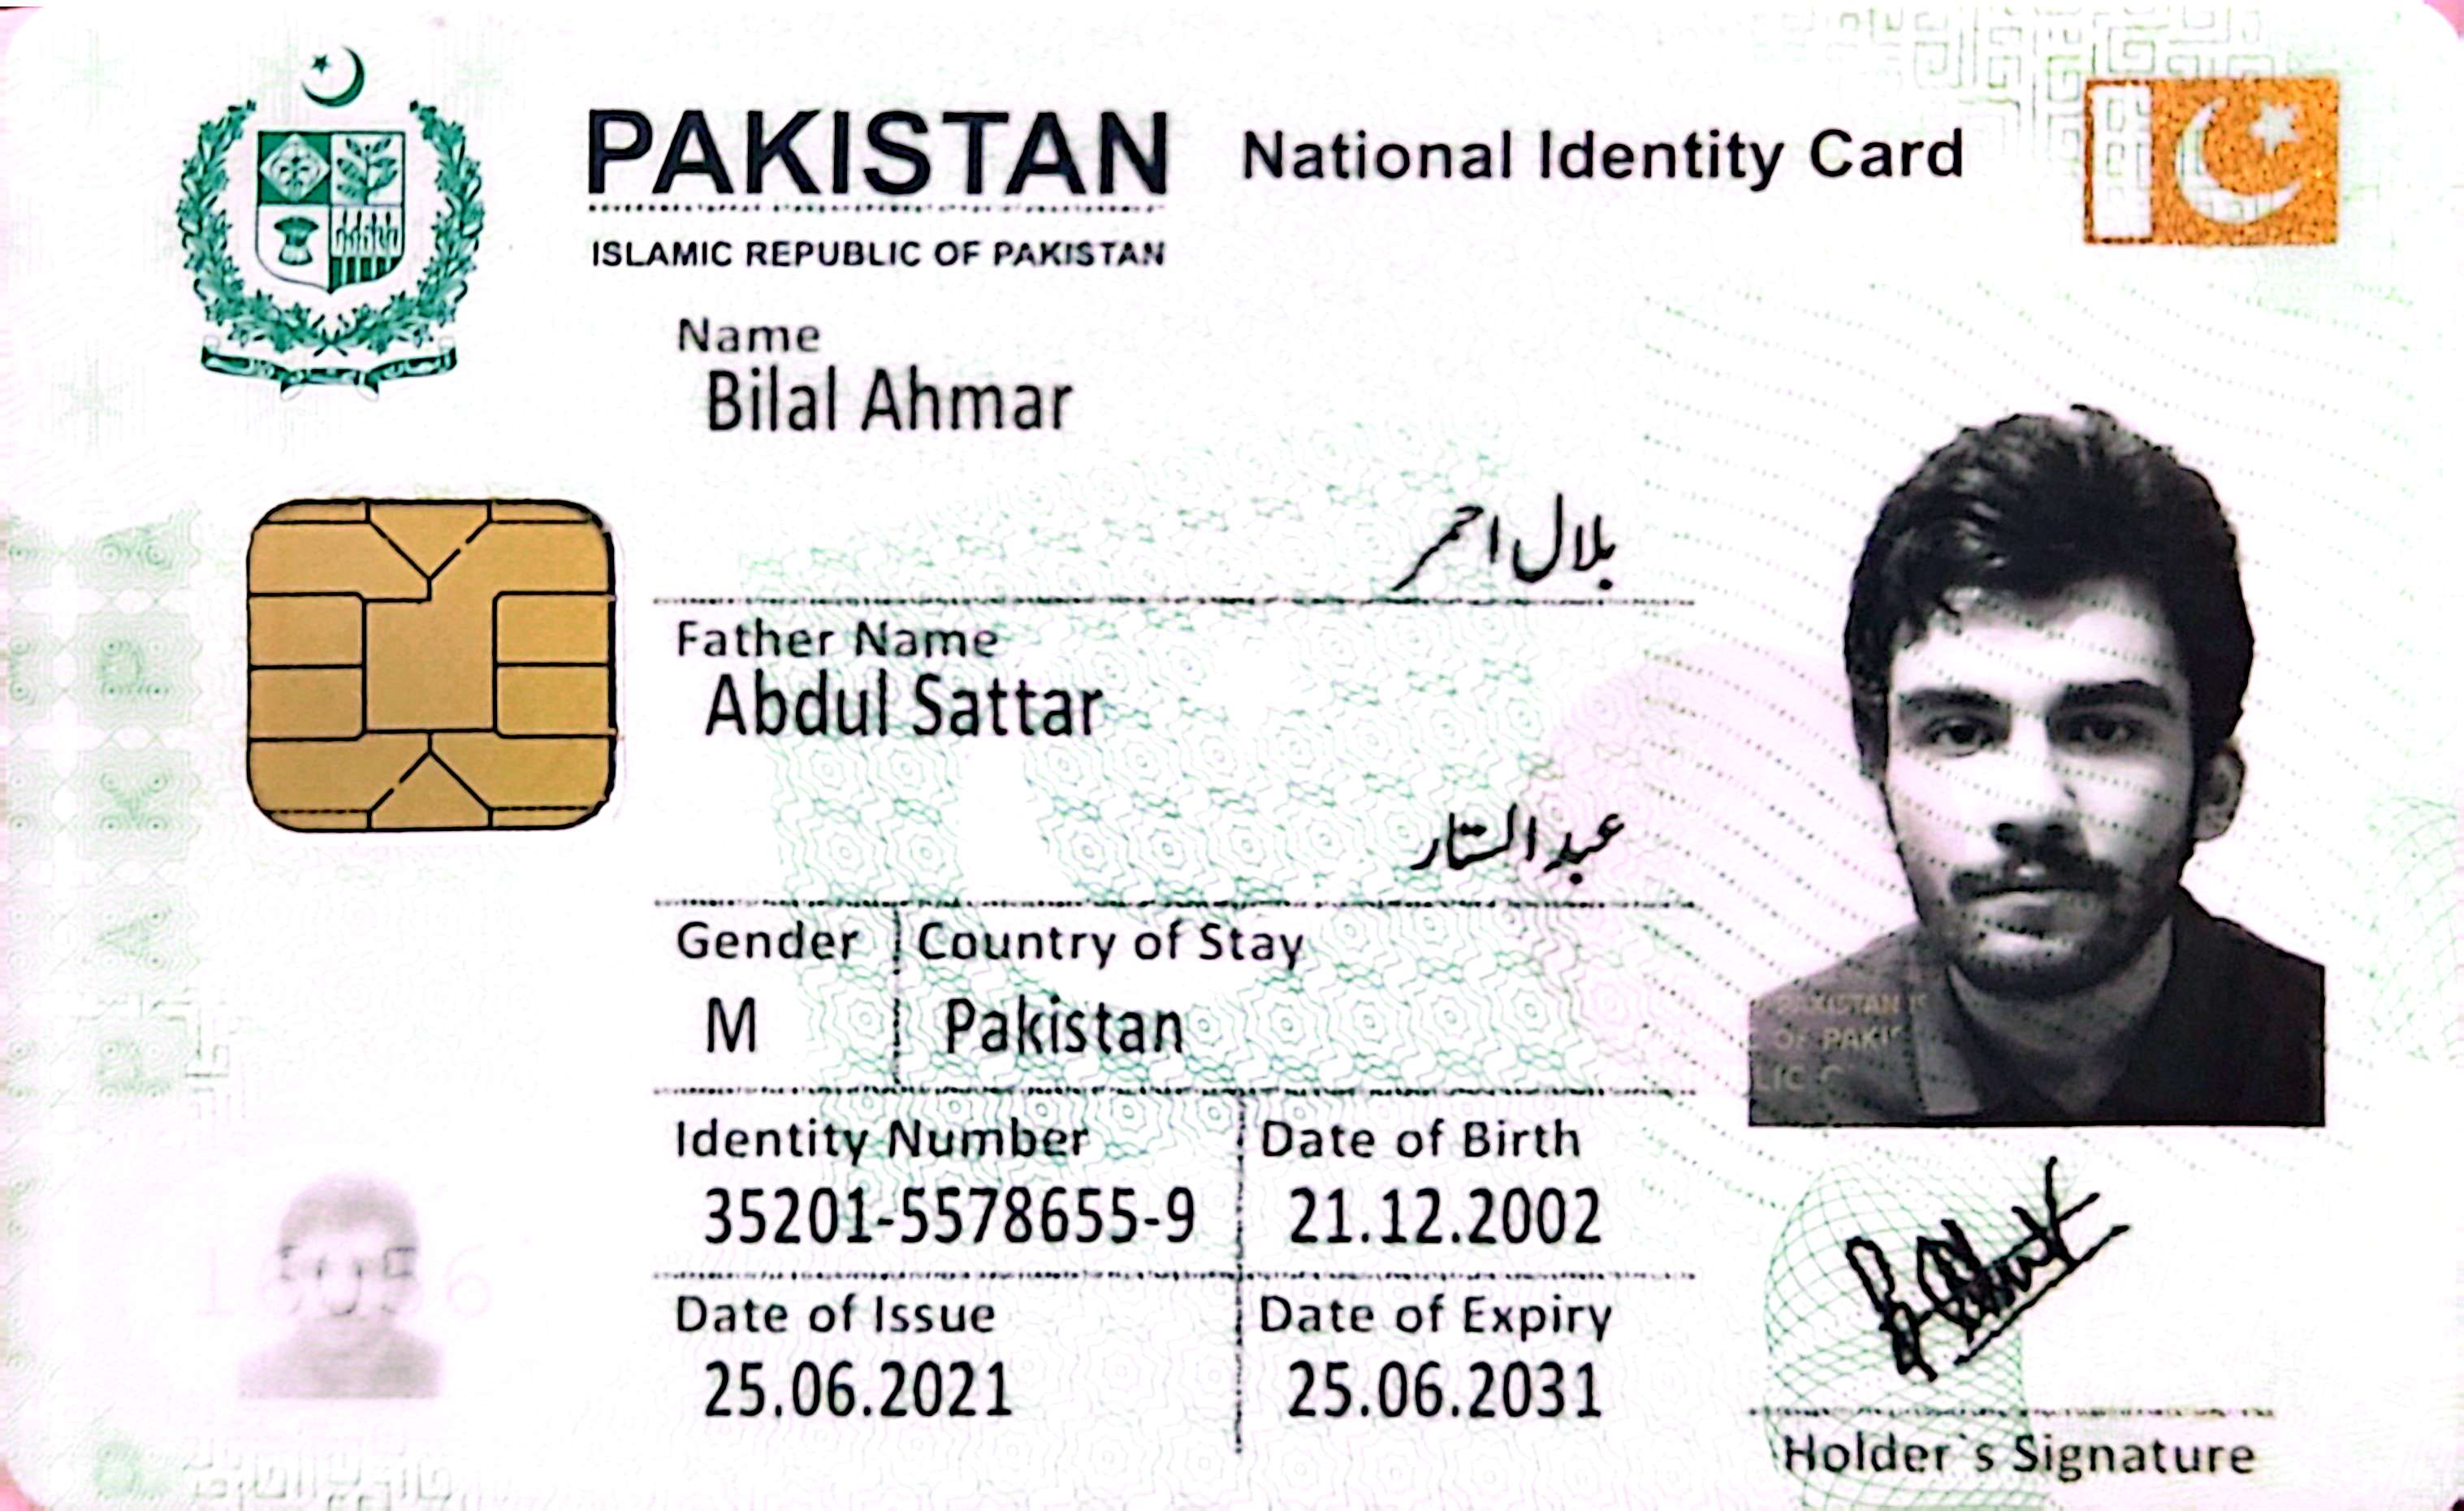 PAKISTAN
National Identity Card
ISLAMIC REPUBLIC OF PAKISTAN
Name
Bilal Ahmar
بلال احمر
Father Name
Abdul Sattar
عبد الستار
Gender
Country of Stay
M
Pakistan
Identity Number
Date of Birth
35201-5578655-9
21.12.2002
Date of Issue
Date of Expiry
25.06.2021
25.06.2031
Holder`s Signature